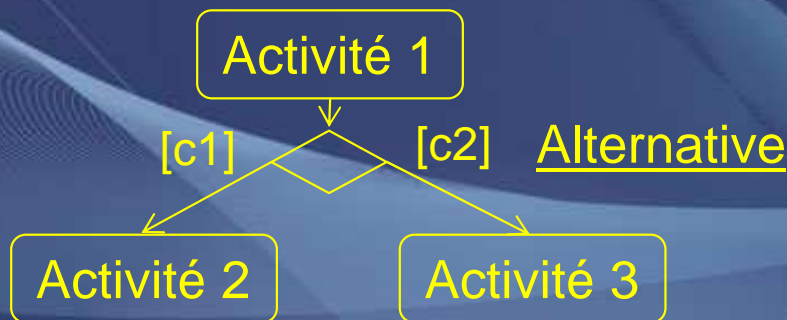 Activité 1
[c1] [c2] Alternative
Activité 2 Activité 3